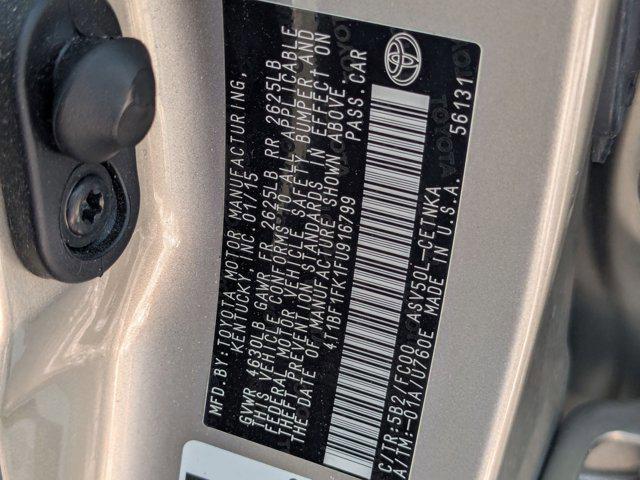 MFD. BY: TOYOTA MOTOR MANUFACTURING,
KENTUCKY, INC. 01/15
GVWR 4630LB GAWR FR 2625LB RR 2625LB
THIS VEHICLE CONFORMS TO ALL APPLICABLE
FEDERAL MOTOR VEHICLE SAFETY, BUMPER, AND
THEFT PREVENTION STANDARDS IN EFFECT ON
THE DATE OF MANUFACTURE SHOWN ABOVE.
4T1BF1FK1FU916799 PASS. CAR
C/TR:5B2 /FC00 ASV50L-CETNKA
A/TM:-01A/U760E MADE IN U.S.A.
56131
TOYOTA